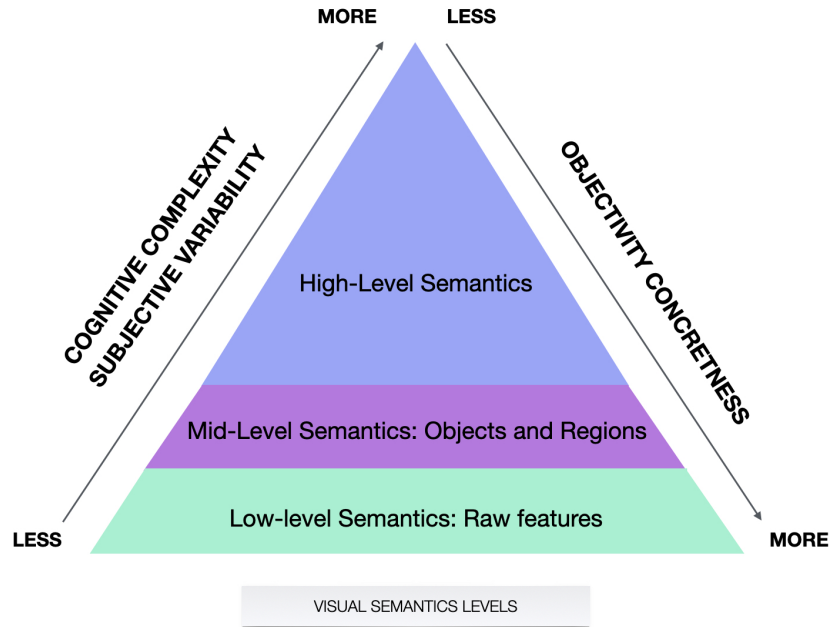 MORE
LESS
COGNITIVE COMPLEXITY
SUBJECTIVE VARIABILITY
OBJECTIVITY CONCRETNESS
High-Level Semantics
Mid-Level Semantics: Objects and Regions
Low-level Semantics: Raw features
LESS
MORE
VISUAL SEMANTICS LEVELS